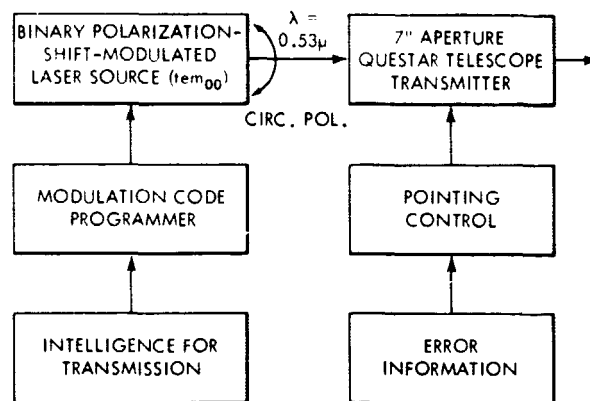 BINARY POLARIZATION-
SHIFT-MODULATED
LASER SOURCE (tem₀₀)
λ =
0.53μ
CIRC. POL.
7" APERTURE
QUESTAR TELESCOPE
TRANSMITTER
MODULATION CODE
PROGRAMMER
POINTING
CONTROL
INTELLIGENCE FOR
TRANSMISSION
ERROR
INFORMATION